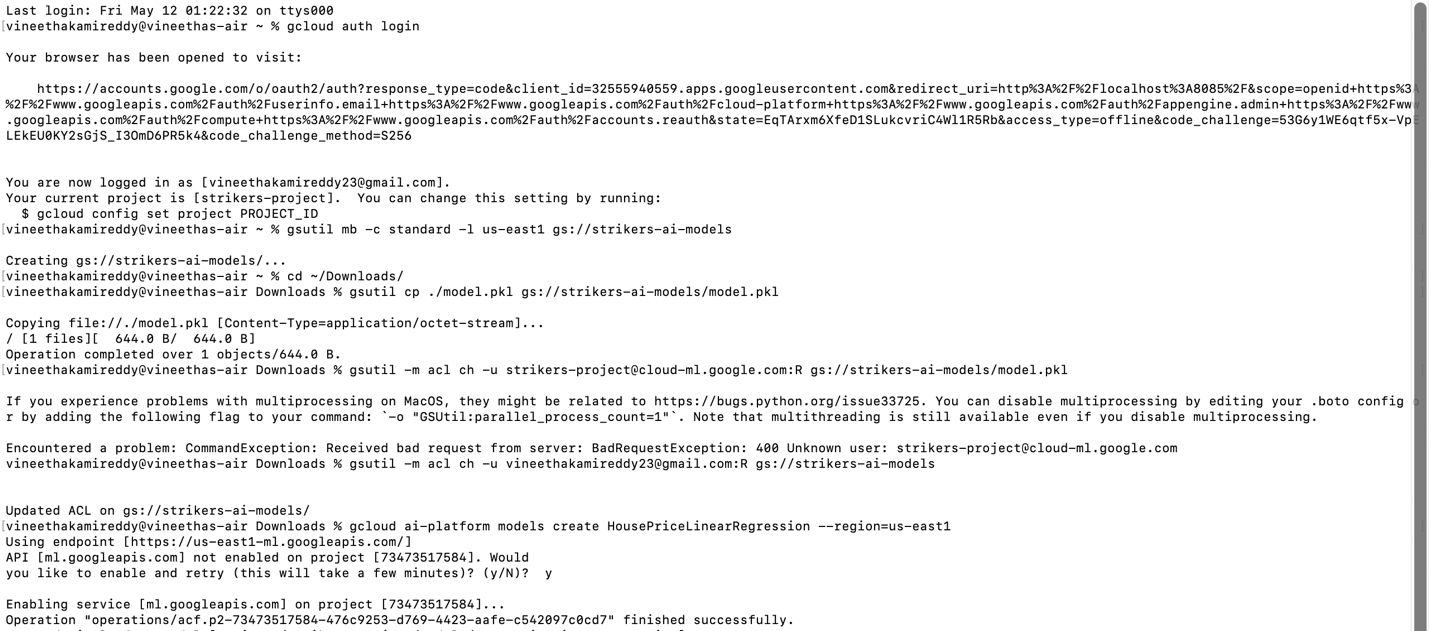 Last login: Fri May 12 01:22:32 on ttys000
[vineethakamireddy@vineethas-air ~ % gcloud auth login
Your browser has been opened to visit:
https://accounts.google.com/o/oauth2/auth?response_type=code&client_id=32555940559.apps.googleusercontent.com&redirect_uri=http%3A%2F%2Flocalhost%3A8085%2F&scope=openid+https%3A
%2F%2Fwww.googleapis.com%2Fauth%2Fuserinfo.email+https%3A%2F%2Fwww.googleapis.com%2Fauth%2Fcloud-platform+https%3A%2F%2Fwww.googleapis.com%2Fauth%2Fappengine.admin+https%3A%2F%2Fwww
.googleapis.com%2Fauth%2Fcompute+https%3A%2F%2Fwww.googleapis.com%2Fauth%2Faccounts.reauth&state=EqTArxm6XfeD1SLukcvriC4Wl1R5Rb&access_type=offline&code_challenge=53G6y1WE6qtf5x-VpE
LEkEU0KY2sGjS_I3OmD6PR5k4&code_challenge_method=S256
You are now logged in as [vineethakamireddy23@gmail.com].
Your current project is [strikers-project].  You can change this setting by running:
$ gcloud config set project PROJECT_ID
[vineethakamireddy@vineethas-air ~ % gsutil mb -c standard -l us-east1 gs://strikers-ai-models
Creating gs://strikers-ai-models/...
[vineethakamireddy@vineethas-air ~ % cd ~/Downloads/
[vineethakamireddy@vineethas-air Downloads % gsutil cp ./model.pkl gs://strikers-ai-models/model.pkl
Copying file://./model.pkl [Content-Type=application/octet-stream]...
/ [1 files][  644.0 B/  644.0 B]
Operation completed over 1 objects/644.0 B.
[vineethakamireddy@vineethas-air Downloads % gsutil -m acl ch -u strikers-project@cloud-ml.google.com:R gs://strikers-ai-models/model.pkl
If you experience problems with multiprocessing on MacOS, they might be related to https://bugs.python.org/issue33725. You can disable multiprocessing by editing your .boto config o
r by adding the following flag to your command: `-o "GSUtil:parallel_process_count=1"`. Note that multithreading is still available even if you disable multiprocessing.
Encountered a problem: CommandException: Received bad request from server: BadRequestException: 400 Unknown user: strikers-project@cloud-ml.google.com
vineethakamireddy@vineethas-air Downloads % gsutil -m acl ch -u vineethakamireddy23@gmail.com:R gs://strikers-ai-models
Updated ACL on gs://strikers-ai-models/
[vineethakamireddy@vineethas-air Downloads % gcloud ai-platform models create HousePriceLinearRegression --region=us-east1
Using endpoint [https://us-east1-ml.googleapis.com/]
API [ml.googleapis.com] not enabled on project [73473517584]. Would
you like to enable and retry (this will take a few minutes)? (y/N)?  y
Enabling service [ml.googleapis.com] on project [73473517584]...
Operation "operations/acf.p2-73473517584-476c9253-d769-4423-aafe-c542097c0cd7" finished successfully.